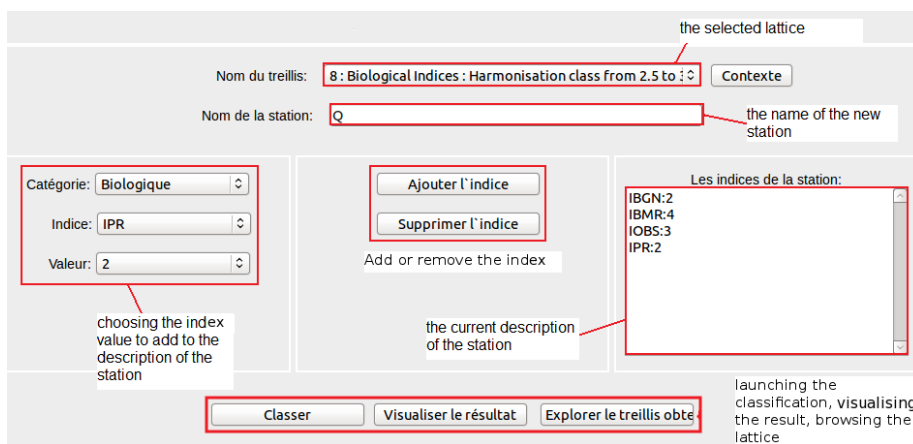 the selected lattice
Nom du treillis: 8 : Biological Indices : Harmonisation class from 2.5 to Contexte
Nom de la station: Q
the name of the new
station
Catégorie: Biologique
Indice: IPR
Valeur: 2
Ajouter l`indice
Supprimer l`indice
Add or remove the index
Les indices de la station:
IBGN:2
IBMR:4
IOBS:3
IPR:2
choosing the index
value to add to the
description of the
station
the current description
of the station
Classer Visualiser le résultat Explorer le treillis obte
launching the
classification, visualising
the result, browsing the
lattice